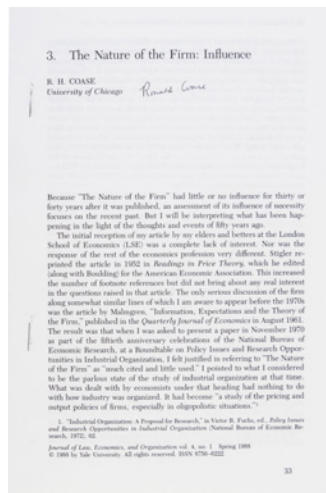 3. The Nature of the Firm: Influence
R. H. COASE
University of Chicago
Ronald Coase
Because "The Nature of the Firm" had little or no influence for thirty or
forty years after it was published, an assessment of its influence of necessity
focuses on the recent past. But I will be interpreting what has been hap-
pening in the light of the thoughts and events of fifty years ago.
The initial reception of my article by my elders and betters at the London
School of Economics (LSE) was a complete lack of interest. Nor was the
response of the rest of the economics profession very different. Stigler re-
printed the article in 1952 in Readings in Price Theory, which he edited
(along with Boulding) for the American Economic Association. This increased
the number of footnote references but did not bring about any real interest
in the questions raised in that article. The only serious discussion of the firm
along somewhat similar lines of which I am aware to appear before the 1970s
was the article by Malmgren, "Information, Expectations and the Theory of
the Firm," published in the Quarterly Journal of Economics in August 1961.
The result was that when I was asked to present a paper in November 1970
as part of the fiftieth anniversary celebrations of the National Bureau of
Economic Research, at a Roundtable on Policy Issues and Research Oppor-
tunities in Industrial Organization, I felt justified in referring to "The Nature
of the Firm" as "much cited and little used." I pointed to what I considered
to be the parlous state of the study of industrial organization at that time.
What was dealt with by economists under that heading had nothing to do
with how industry was organized. It had become "a study of the pricing and
output policies of firms, especially in oligopolistic situations."1
1. "Industrial Organization: A Proposal for Research," in Victor R. Fuchs, ed., Policy Issues
and Research Opportunities in Industrial Organization (National Bureau of Economic Re-
search, 1972), 62.
Journal of Law, Economics, and Organization vol. 4, no. 1 Spring 1988
© 1988 by Yale University. All rights reserved. ISSN 8756-6222
33